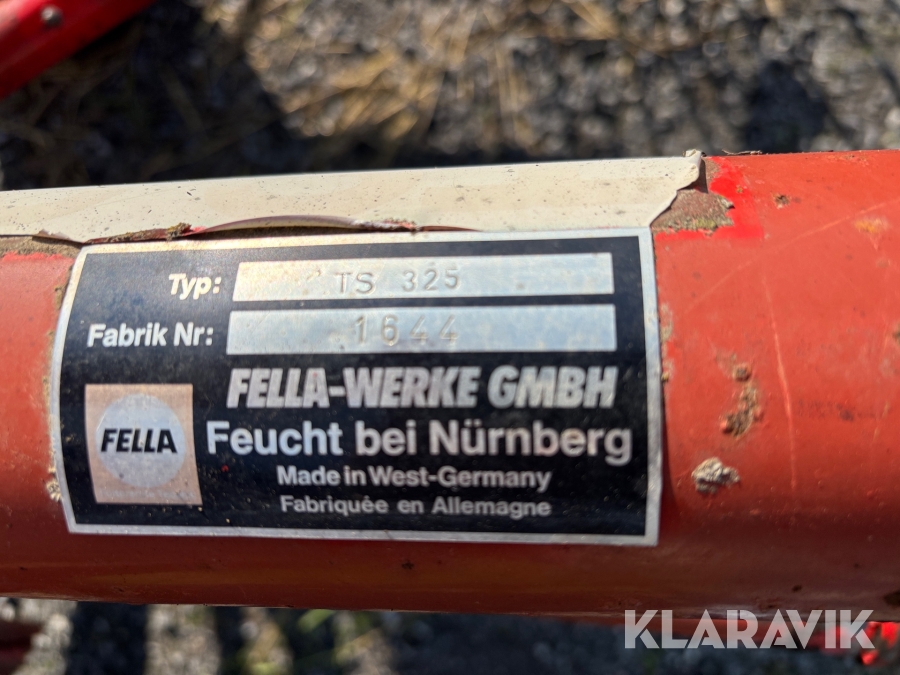 KLARAVIK
Typ: TS 325
Fabrik Nr: 1644
FELLA-WERKE GMBH
FELLA
Feucht bei Nürnberg
Made in West-Germany
Fabriquée en Allemagne
KLARAVIK